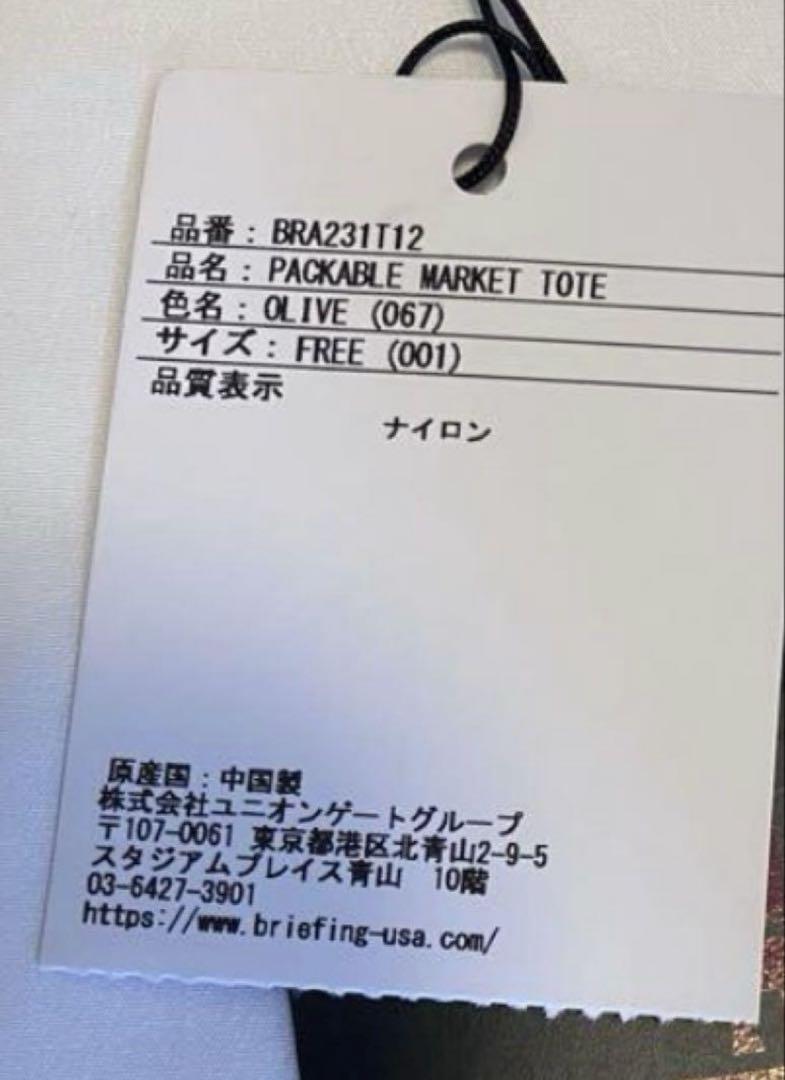 品番：BRA231T12
品名：PACKABLE MARKET TOTE
色名：OLIVE (067)
サイズ：FREE (001)
品質表示
ナイロン
原産国：中国製
株式会社ユニオンゲートグループ
〒107-0061 東京都港区北青山2-9-5
スタジアムプレイス青山 10階
03-6427-3901
https://www.briefing-usa.com/